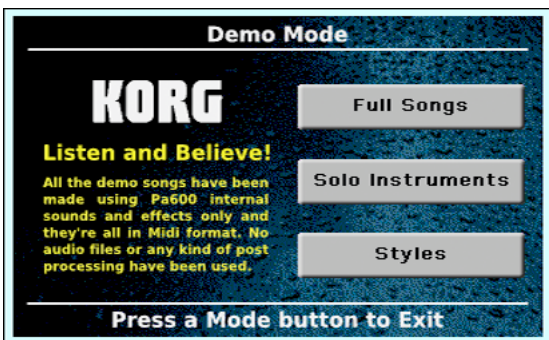 Demo Mode
KORG
Full Songs
Listen and Believe!
All the demo songs have been
made using Pa600 internal
sounds and effects only and
they're all in Midi format. No
audio files or any kind of post
processing have been used.
Solo Instruments
Styles
Press a Mode button to Exit